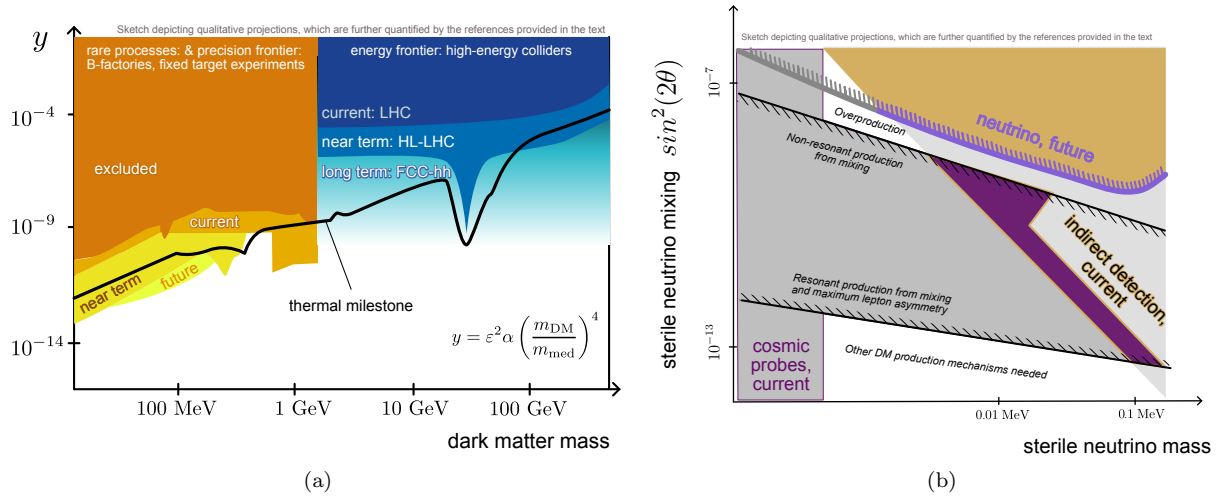 Sketch depicting qualitative projections, which are further quantified by the references provided in the text
y
rare processes: & precision frontier:
B-factories, fixed target experiments
energy frontier: high-energy colliders
10⁻⁴
current: LHC
near term: HL-LHC
long term: FCC-hh
excluded
10⁻⁹
current
near term
future
thermal milestone
y = ε²α (m_DM / m_med)⁴
10⁻¹⁴
100 MeV
1 GeV
10 GeV
100 GeV
dark matter mass
(a)
Sketch depicting qualitative projections, which are further quantified by the references provided in the text
sterile neutrino mixing sin²(2θ)
10⁻⁷
Overproduction
neutrino, future
Non-resonant production
from mixing
indirect detection,
current
Resonant production from mixing
and maximum lepton asymmetry
10⁻¹³
cosmic
probes,
current
Other DM production mechanisms needed
0.01 MeV
0.1 MeV
sterile neutrino mass
(b)